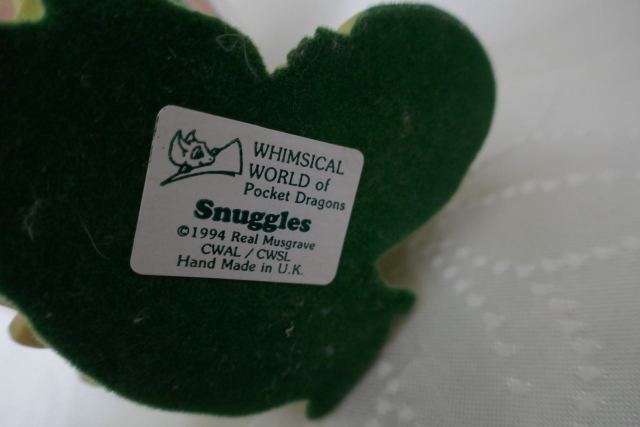 WHIMSICAL
WORLD of
Pocket Dragons
Snuggles
©1994 Real Musgrave
CWAL / CWSL
Hand Made in U.K.